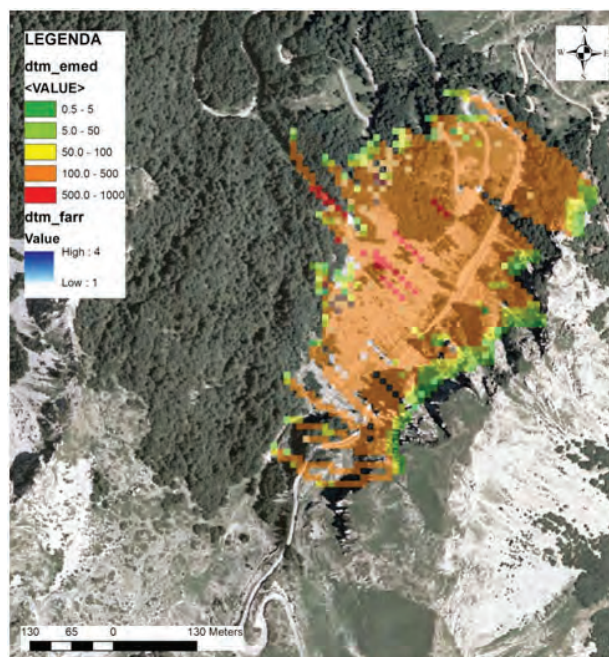 LEGENDA
dtm_emed
<VALUE>
0.5 - 5
5.0 - 50
50.0 - 100
100.0 - 500
500.0 - 1000
dtm_farr
Value
High : 4
Low : 1
N
W E
S
130 65 0 130 Meters